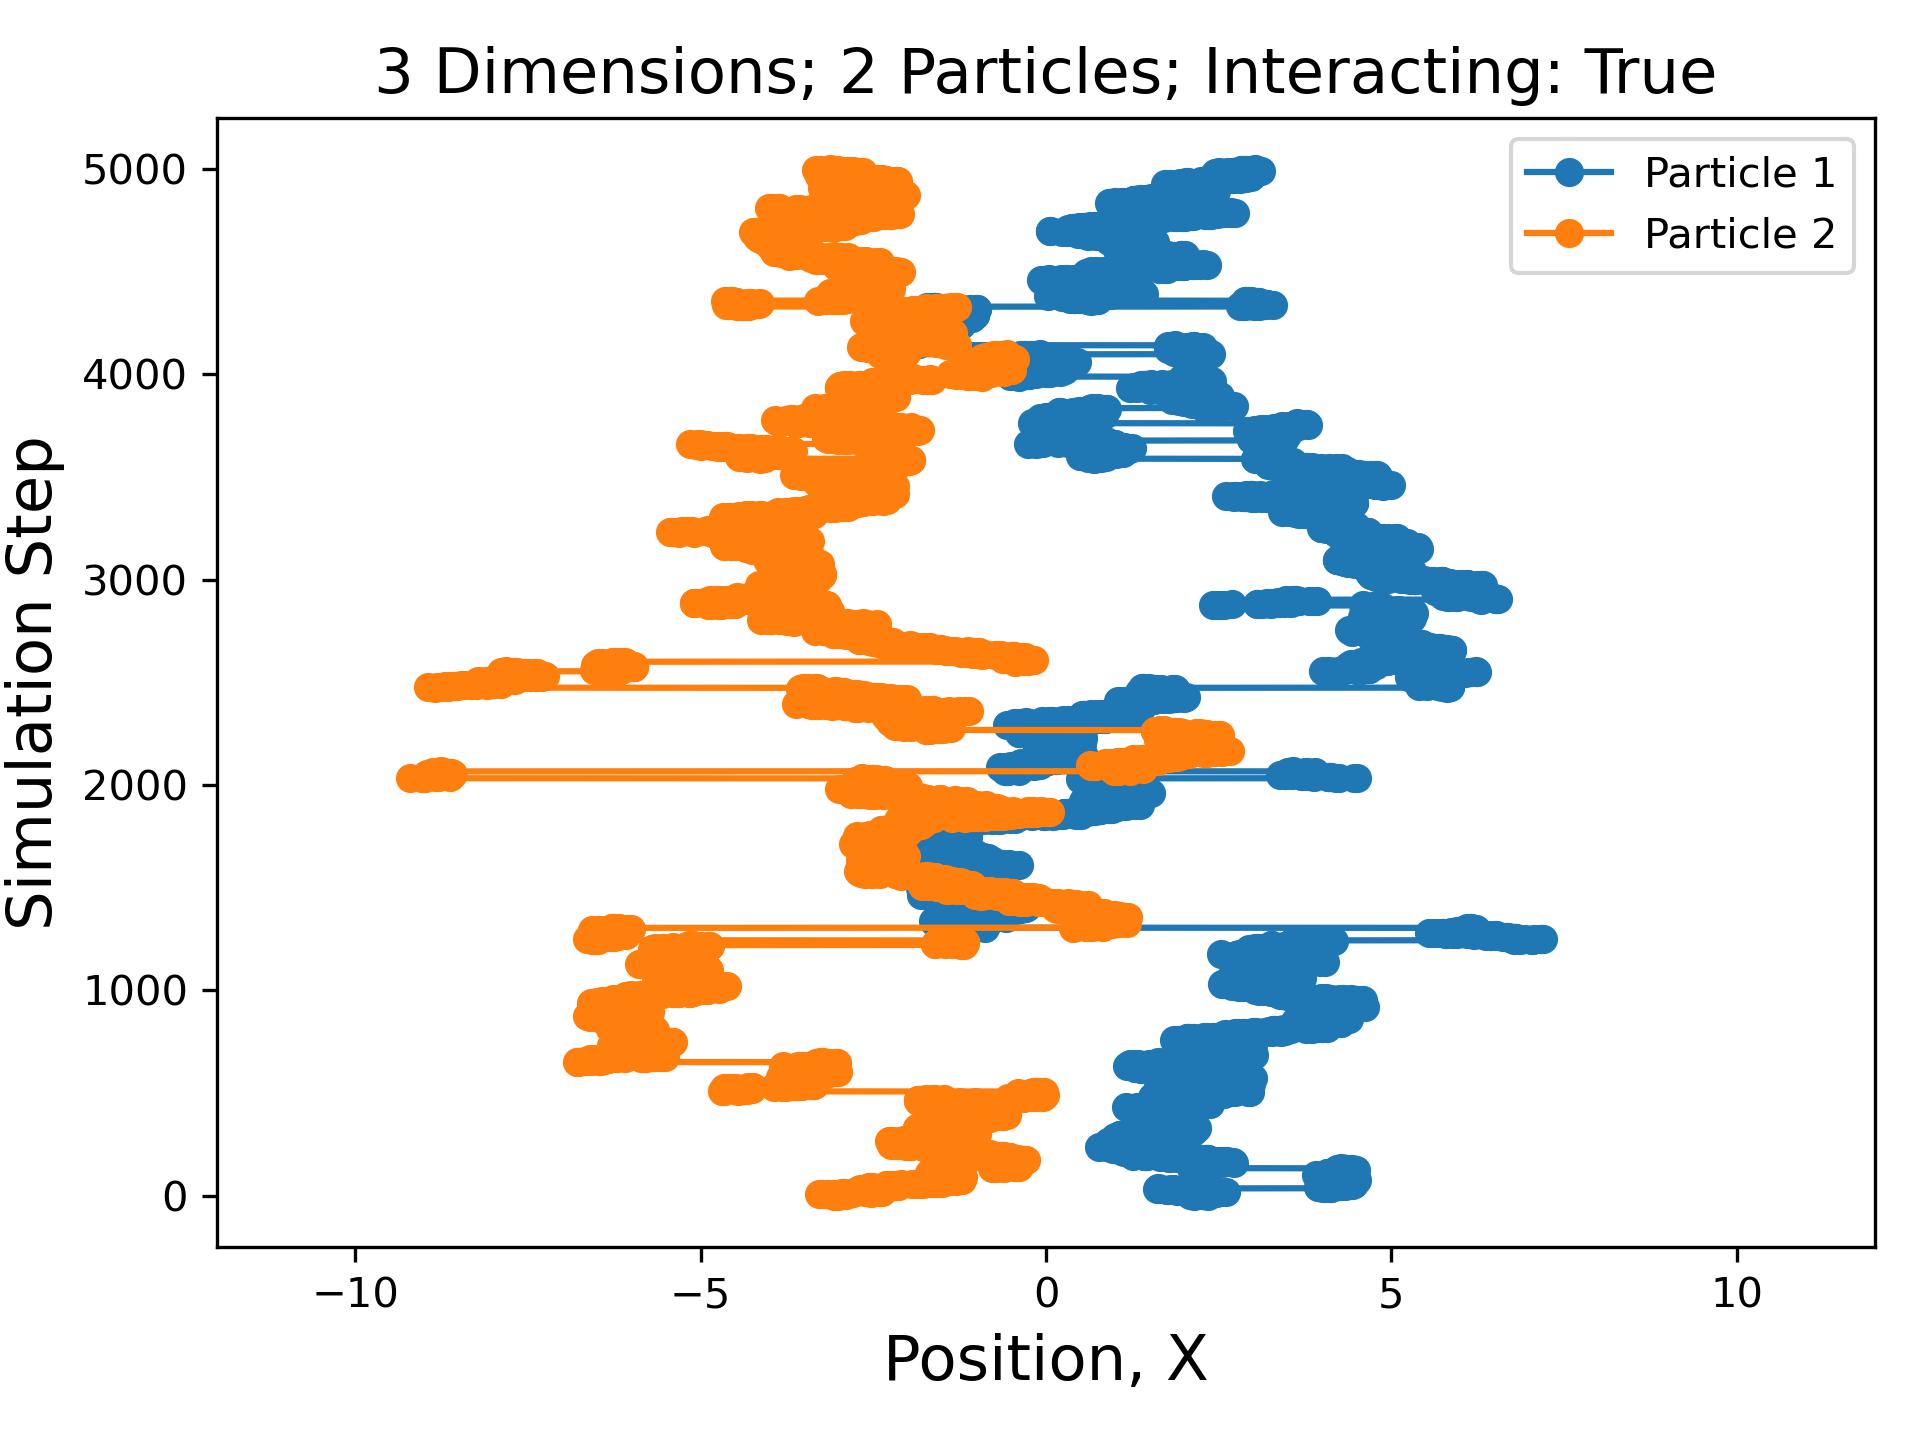 3 Dimensions; 2 Particles; Interacting: True
Particle 1
Particle 2
5000
4000
3000
2000
1000
0
Simulation Step
−10
−5
0
5
10
Position, X